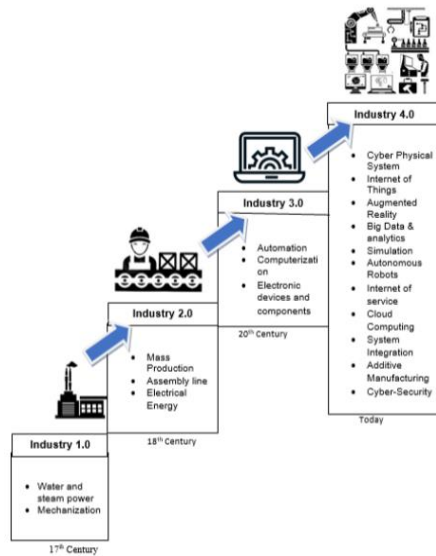 Industry 4.0
• Cyber Physical
System
• Internet of
Things
• Augmented
Reality
• Big Data &
analytics
• Simulation
• Autonomous
Robots
• Internet of
service
• Cloud
Computing
• System
Integration
• Additive
Manufacturing
• Cyber-Security
Today
Industry 3.0
• Automation
• Computerizati
on
• Electronic
devices and
components
20th Century
Industry 2.0
• Mass
Production
• Assembly line
• Electrical
Energy
18th Century
Industry 1.0
• Water and
steam power
• Mechanization
17th Century